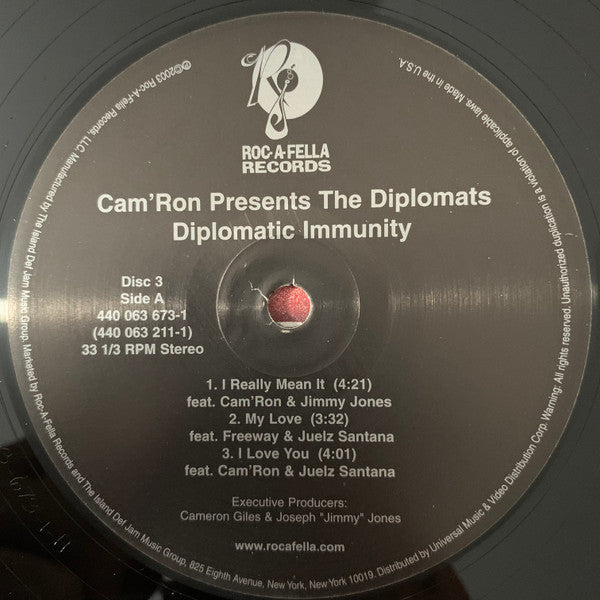 R
ROC-A-FELLA
RECORDS
Cam'Ron Presents The Diplomats
Diplomatic Immunity
Disc 3
Side A
440 063 673-1
(440 063 211-1)
33 1/3 RPM Stereo
1. I Really Mean It (4:21)
feat. Cam'Ron & Jimmy Jones
2. My Love (3:32)
feat. Freeway & Juelz Santana
3. I Love You (4:01)
feat. Cam'Ron & Juelz Santana
Executive Producers:
Cameron Giles & Joseph "Jimmy" Jones
www.rocafella.com
℗©2003 Roc-A-Fella Records, LLC. Manufactured by The Island Def Jam Music Group. Marketed by Roc-A-Fella Records and The Island Def Jam Music Group, 825 Eighth Avenue, New York, New York 10019. Distributed by Universal Music & Video Distribution Corp. Warning: All rights reserved. Unauthorized duplication is a violation of applicable laws. Made in the U.S.A.